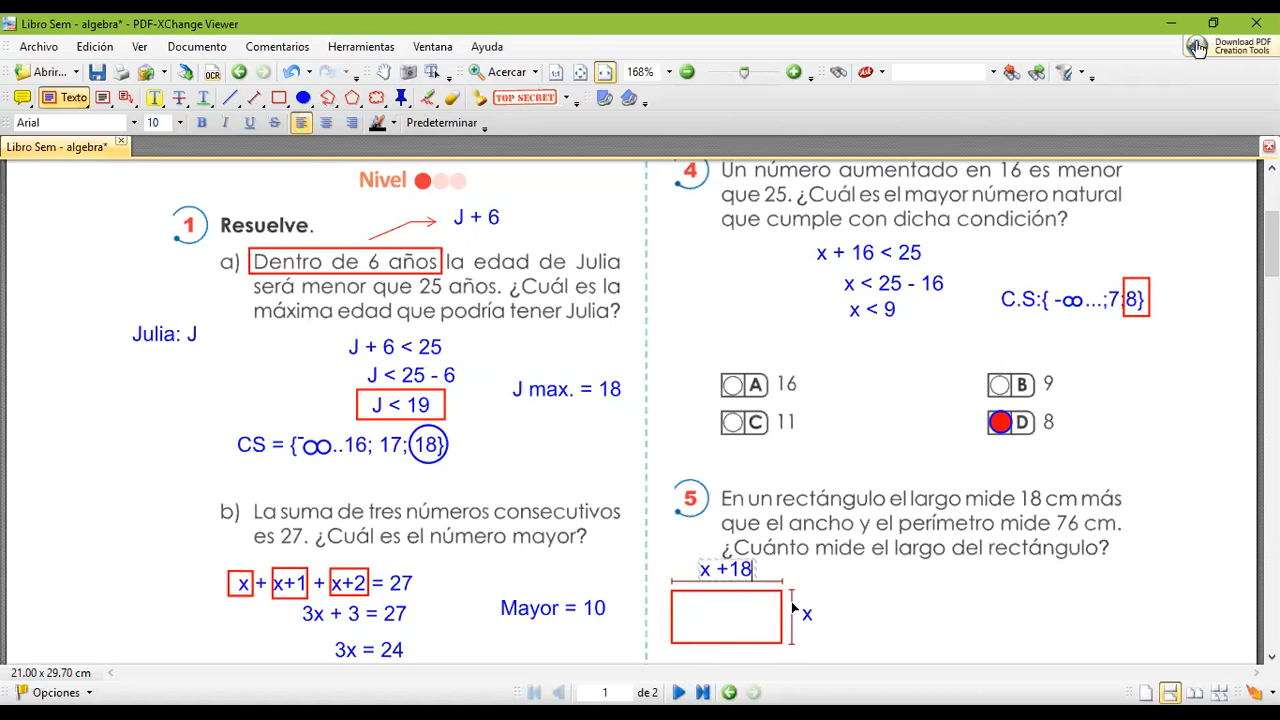 Libro Sem - algebra* - PDF-XChange Viewer
Archivo Edición Ver Documento Comentarios Herramientas Ventana Ayuda
Download PDF
Creation Tools
Abrir... OCR Acercar 168%
Texto TOP SECRET
Arial 10 B I U S Predeterminar
Libro Sem - algebra*
Nivel
1 Resuelve.
J + 6
a) Dentro de 6 años la edad de Julia
será menor que 25 años. ¿Cuál es la
máxima edad que podría tener Julia?
Julia: J
J + 6 < 25
J < 25 - 6
J < 19
J max. = 18
CS = {-∞..16; 17; 18}
b) La suma de tres números consecutivos
es 27. ¿Cuál es el número mayor?
x + x+1 + x+2 = 27
3x + 3 = 27
3x = 24
Mayor = 10
4 Un número aumentado en 16 es menor
que 25. ¿Cuál es el mayor número natural
que cumple con dicha condición?
x + 16 < 25
x < 25 - 16
x < 9
C.S:{ -∞...;7;8}
A 16
B 9
C 11
D 8
5 En un rectángulo el largo mide 18 cm más
que el ancho y el perímetro mide 76 cm.
¿Cuánto mide el largo del rectángulo?
x +18
x
21.00 x 29.70 cm
Opciones 1 de 2